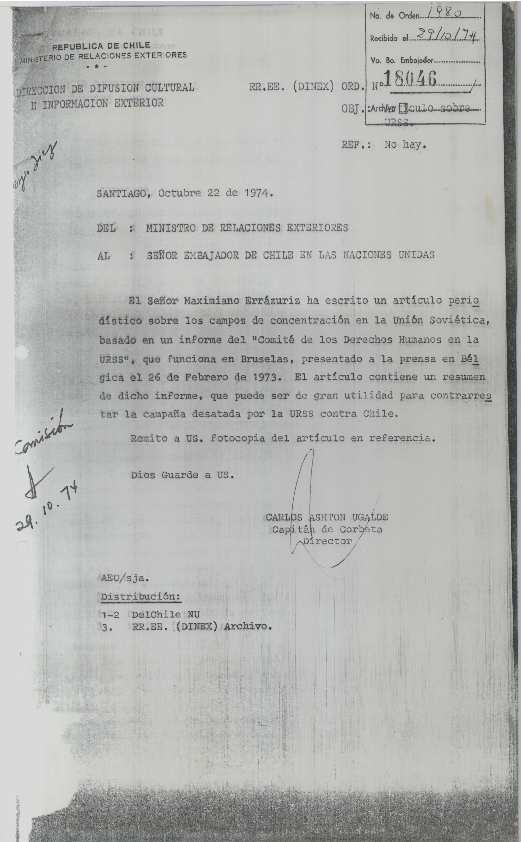 No. de Orden 1980
Recibido el 29/10/74
Vo. Bo. Embajador
REPUBLICA DE CHILE
MINISTERIO DE RELACIONES EXTERIORES
DIRECCION DE DIFUSION CULTURAL
E INFORMACION EXTERIOR
RR.EE. (DINEX) ORD. Nº 18046 /
OBJ.: Archivo culo sobre
URSS.
REF.: No hay.
SANTIAGO, Octubre 22 de 1974.
DEL : MINISTRO DE RELACIONES EXTERIORES
AL : SEÑOR EMBAJADOR DE CHILE EN LAS NACIONES UNIDAS
El Señor Maximiano Errázuriz ha escrito un artículo perio
dístico sobre los campos de concentración en la Unión Soviética,
basado en un informe del "Comité de los Derechos Humanos en la
URSS", que funciona en Bruselas, presentado a la prensa en Bél
gica el 26 de Febrero de 1973. El artículo contiene un resumen
de dicho informe, que puede ser de gran utilidad para contrarres
tar la campaña desatada por la URSS contra Chile.
Remito a US. fotocopia del artículo en referencia.
Dios Guarde a US.
Comisión
29.10.74
CARLOS ASHTON UGALDE
Capitán de Corbeta
Director
AEC/sja.
Distribución:
1-2 DelChile NU
3. RR.EE. (DINEX) Archivo.